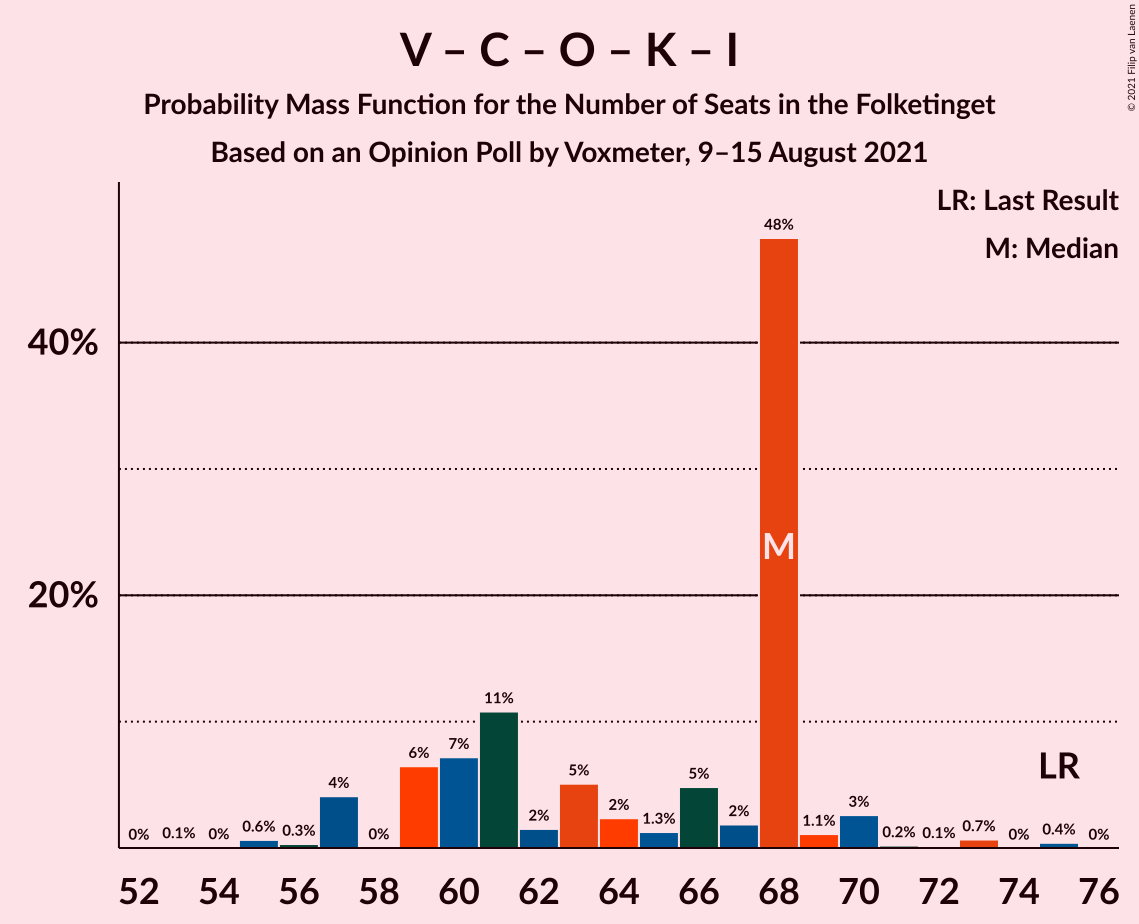 V – C – O – K – I
Probability Mass Function for the Number of Seats in the Folketinget
Based on an Opinion Poll by Voxmeter, 9–15 August 2021
© 2021 Filip van Laenen
LR: Last Result
M: Median
40%
20%
0% 0.1% 0% 0.6% 0.3% 4% 0% 6% 7% 11% 2% 5% 2% 1.3% 5% 2% 48% 1.1% 3% 0.2% 0.1% 0.7% 0% 0.4% 0%
M
LR
52 54 56 58 60 62 64 66 68 70 72 74 76